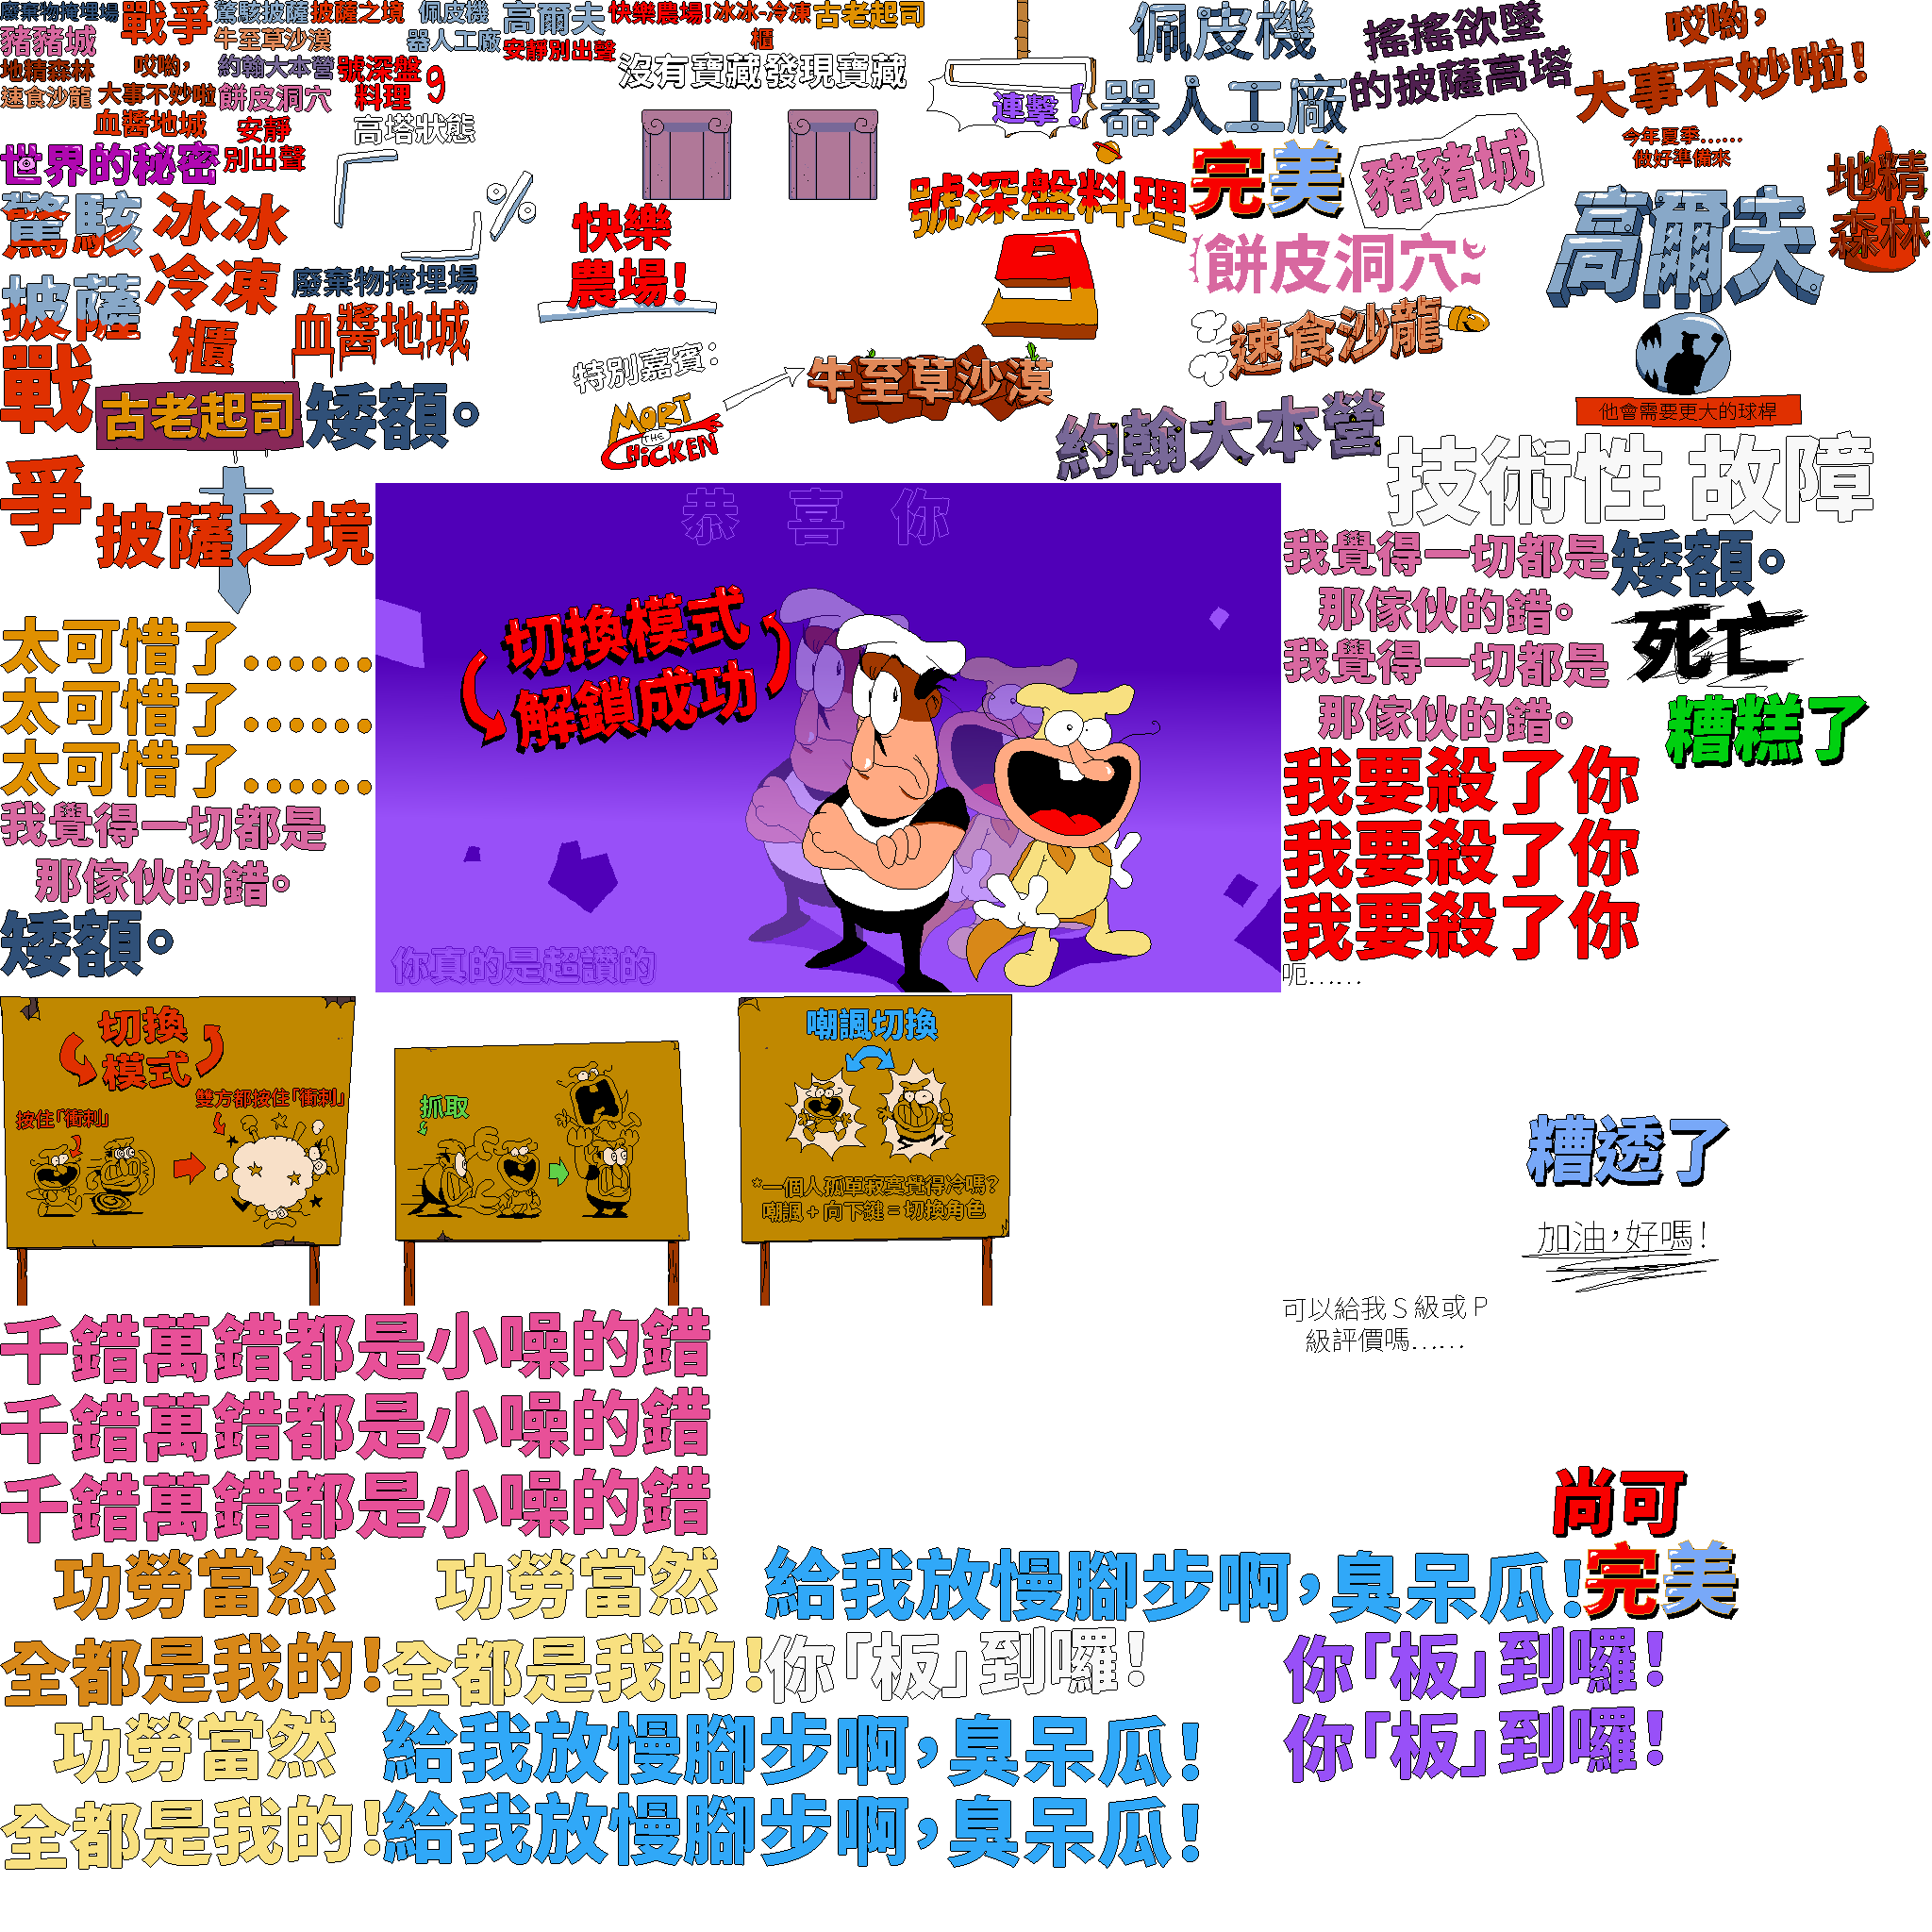 廢棄物掩埋場
戰爭
驚駭披薩
披薩之境
佩皮機
器人工廠
高爾夫
快樂農場!
冰冰-冷凍
櫃
古老起司
豬豬城
牛至草沙漠
安靜別出聲
地精森林
哎喲,
大事不妙啦
約翰大本營
號深盤
料理
9
沒有寶藏
發現寶藏
速食沙龍
餅皮洞穴
血醬地城
安靜
別出聲
高塔狀態
世界的秘密
%
連擊!
佩皮機
器人工廠
搖搖欲墜
的披薩高塔
哎喲,
大事不妙啦!
今年夏季……
做好準備來
地精
森林
驚駭
披薩
冰冰
冷凍
櫃
廢棄物掩埋場
血醬地城
快樂
農場!
號深盤料理
9
完美
豬豬城
餅皮洞穴
高爾夫
速食沙龍
他會需要更大的球桿
戰
爭
古老起司
矮額。
特別嘉賓:
MORT
THE
CHICKEN
牛至草沙漠
約翰大本營
技術性 故障
披薩之境
恭喜你
切換模式
解鎖成功
你真的是超讚的
我覺得一切都是
那傢伙的錯。
矮額。
我覺得一切都是
那傢伙的錯。
死亡
糟糕了
太可惜了……
太可惜了……
太可惜了……
我覺得一切都是
那傢伙的錯。
矮額。
我要殺了你
我要殺了你
我要殺了你
呃……
切換
模式
按住「衝刺」
雙方都按住「衝刺」
抓取
嘲諷切換
*一個人孤單寂寞覺得冷嗎?
嘲諷 + 向下鍵 = 切換角色
糟透了
加油,好嗎!
可以給我 S 級或 P
級評價嗎……
千錯萬錯都是小噪的錯
千錯萬錯都是小噪的錯
千錯萬錯都是小噪的錯
尚可
功勞當然
全都是我的!
功勞當然
全都是我的!
給我放慢腳步啊,臭呆瓜!
完美
你「板」到囉!
你「板」到囉!
功勞當然
全都是我的!
給我放慢腳步啊,臭呆瓜!
你「板」到囉!
給我放慢腳步啊,臭呆瓜!